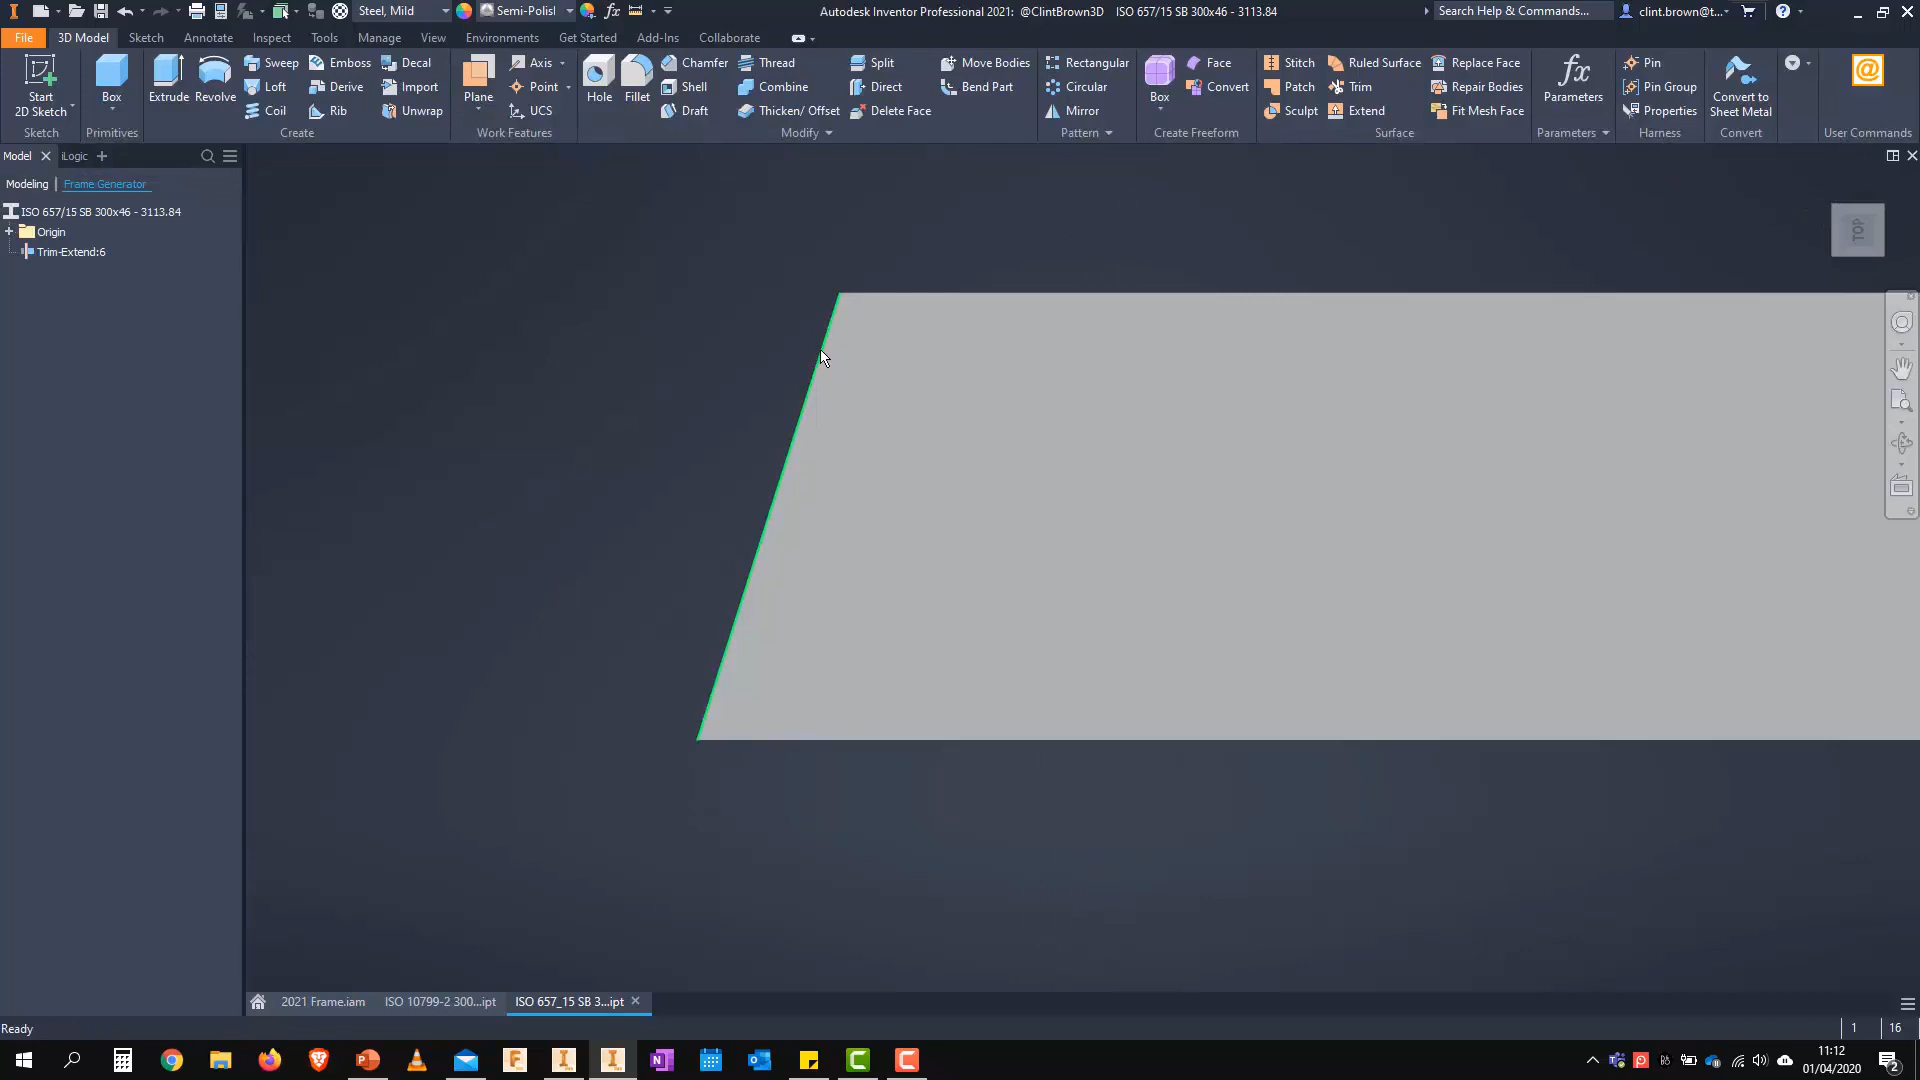 Steel, Mild
Semi-Polisl
Autodesk Inventor Professional 2021: @ClintBrown3D ISO 657/15 SB 300x46 - 3113.84
Search Help & Commands...
clint.brown@t...
File
3D Model
Sketch
Annotate
Inspect
Tools
Manage
View
Environments
Get Started
Add-Ins
Collaborate
Start
2D Sketch
Sketch
Box
Primitives
Extrude
Revolve
Sweep
Loft
Coil
Emboss
Derive
Rib
Decal
Import
Unwrap
Create
Plane
Axis
Point
UCS
Work Features
Hole
Fillet
Chamfer
Shell
Draft
Thread
Combine
Thicken/ Offset
Split
Direct
Delete Face
Move Bodies
Bend Part
Modify
Rectangular
Circular
Mirror
Pattern
Box
Face
Convert
Create Freeform
Stitch
Patch
Sculpt
Ruled Surface
Trim
Extend
Replace Face
Repair Bodies
Fit Mesh Face
Surface
fx
Parameters
Parameters
Pin
Pin Group
Properties
Harness
Convert to
Sheet Metal
Convert
@
User Commands
Model
iLogic
Modeling
Frame Generator
ISO 657/15 SB 300x46 - 3113.84
Origin
Trim-Extend:6
TOP
2021 Frame.iam
ISO 10799-2 300...ipt
ISO 657_15 SB 3...ipt
Ready
1
16
11:12
01/04/2020
2